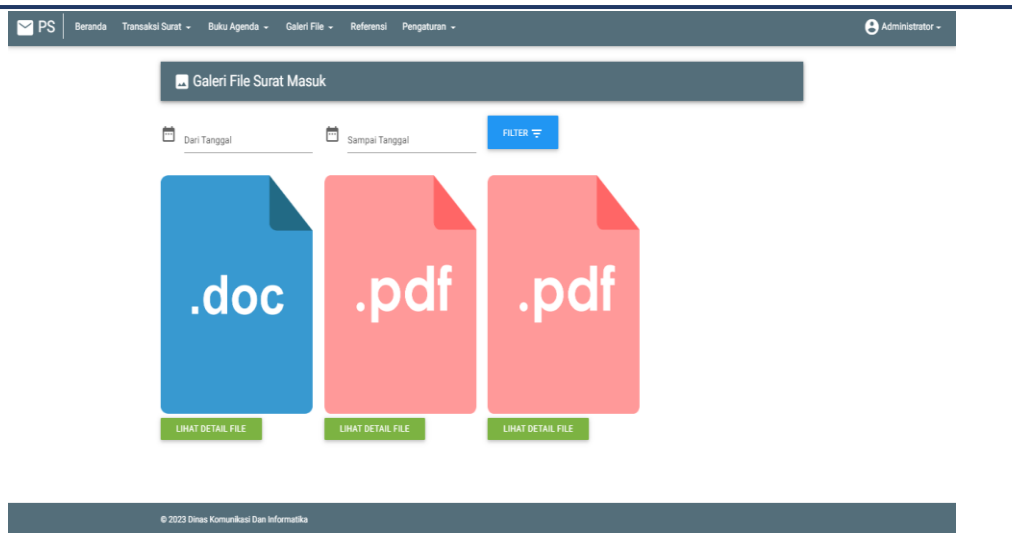 PS Beranda Transaksi Surat Buku Agenda Galeri File Referensi Pengaturan Administrator
Galeri File Surat Masuk
Dari Tanggal Sampai Tanggal FILTER
.doc .pdf .pdf
LIHAT DETAIL FILE LIHAT DETAIL FILE LIHAT DETAIL FILE
© 2023 Dinas Komunikasi Dan Informatika